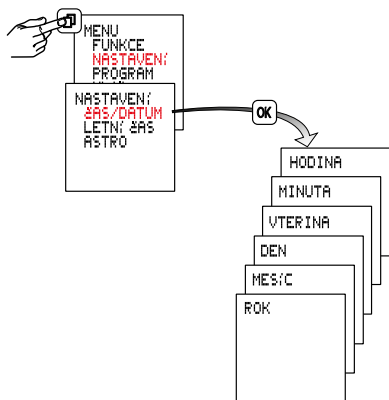 MENU
FUNKCE
NASTAVENÍ
PROGRAM
NASTAVENÍ
ČAS/DATUM
LETNÍ ČAS
ASTRO
OK
HODINA
MINUTA
VTERINA
DEN
MESÍC
ROK